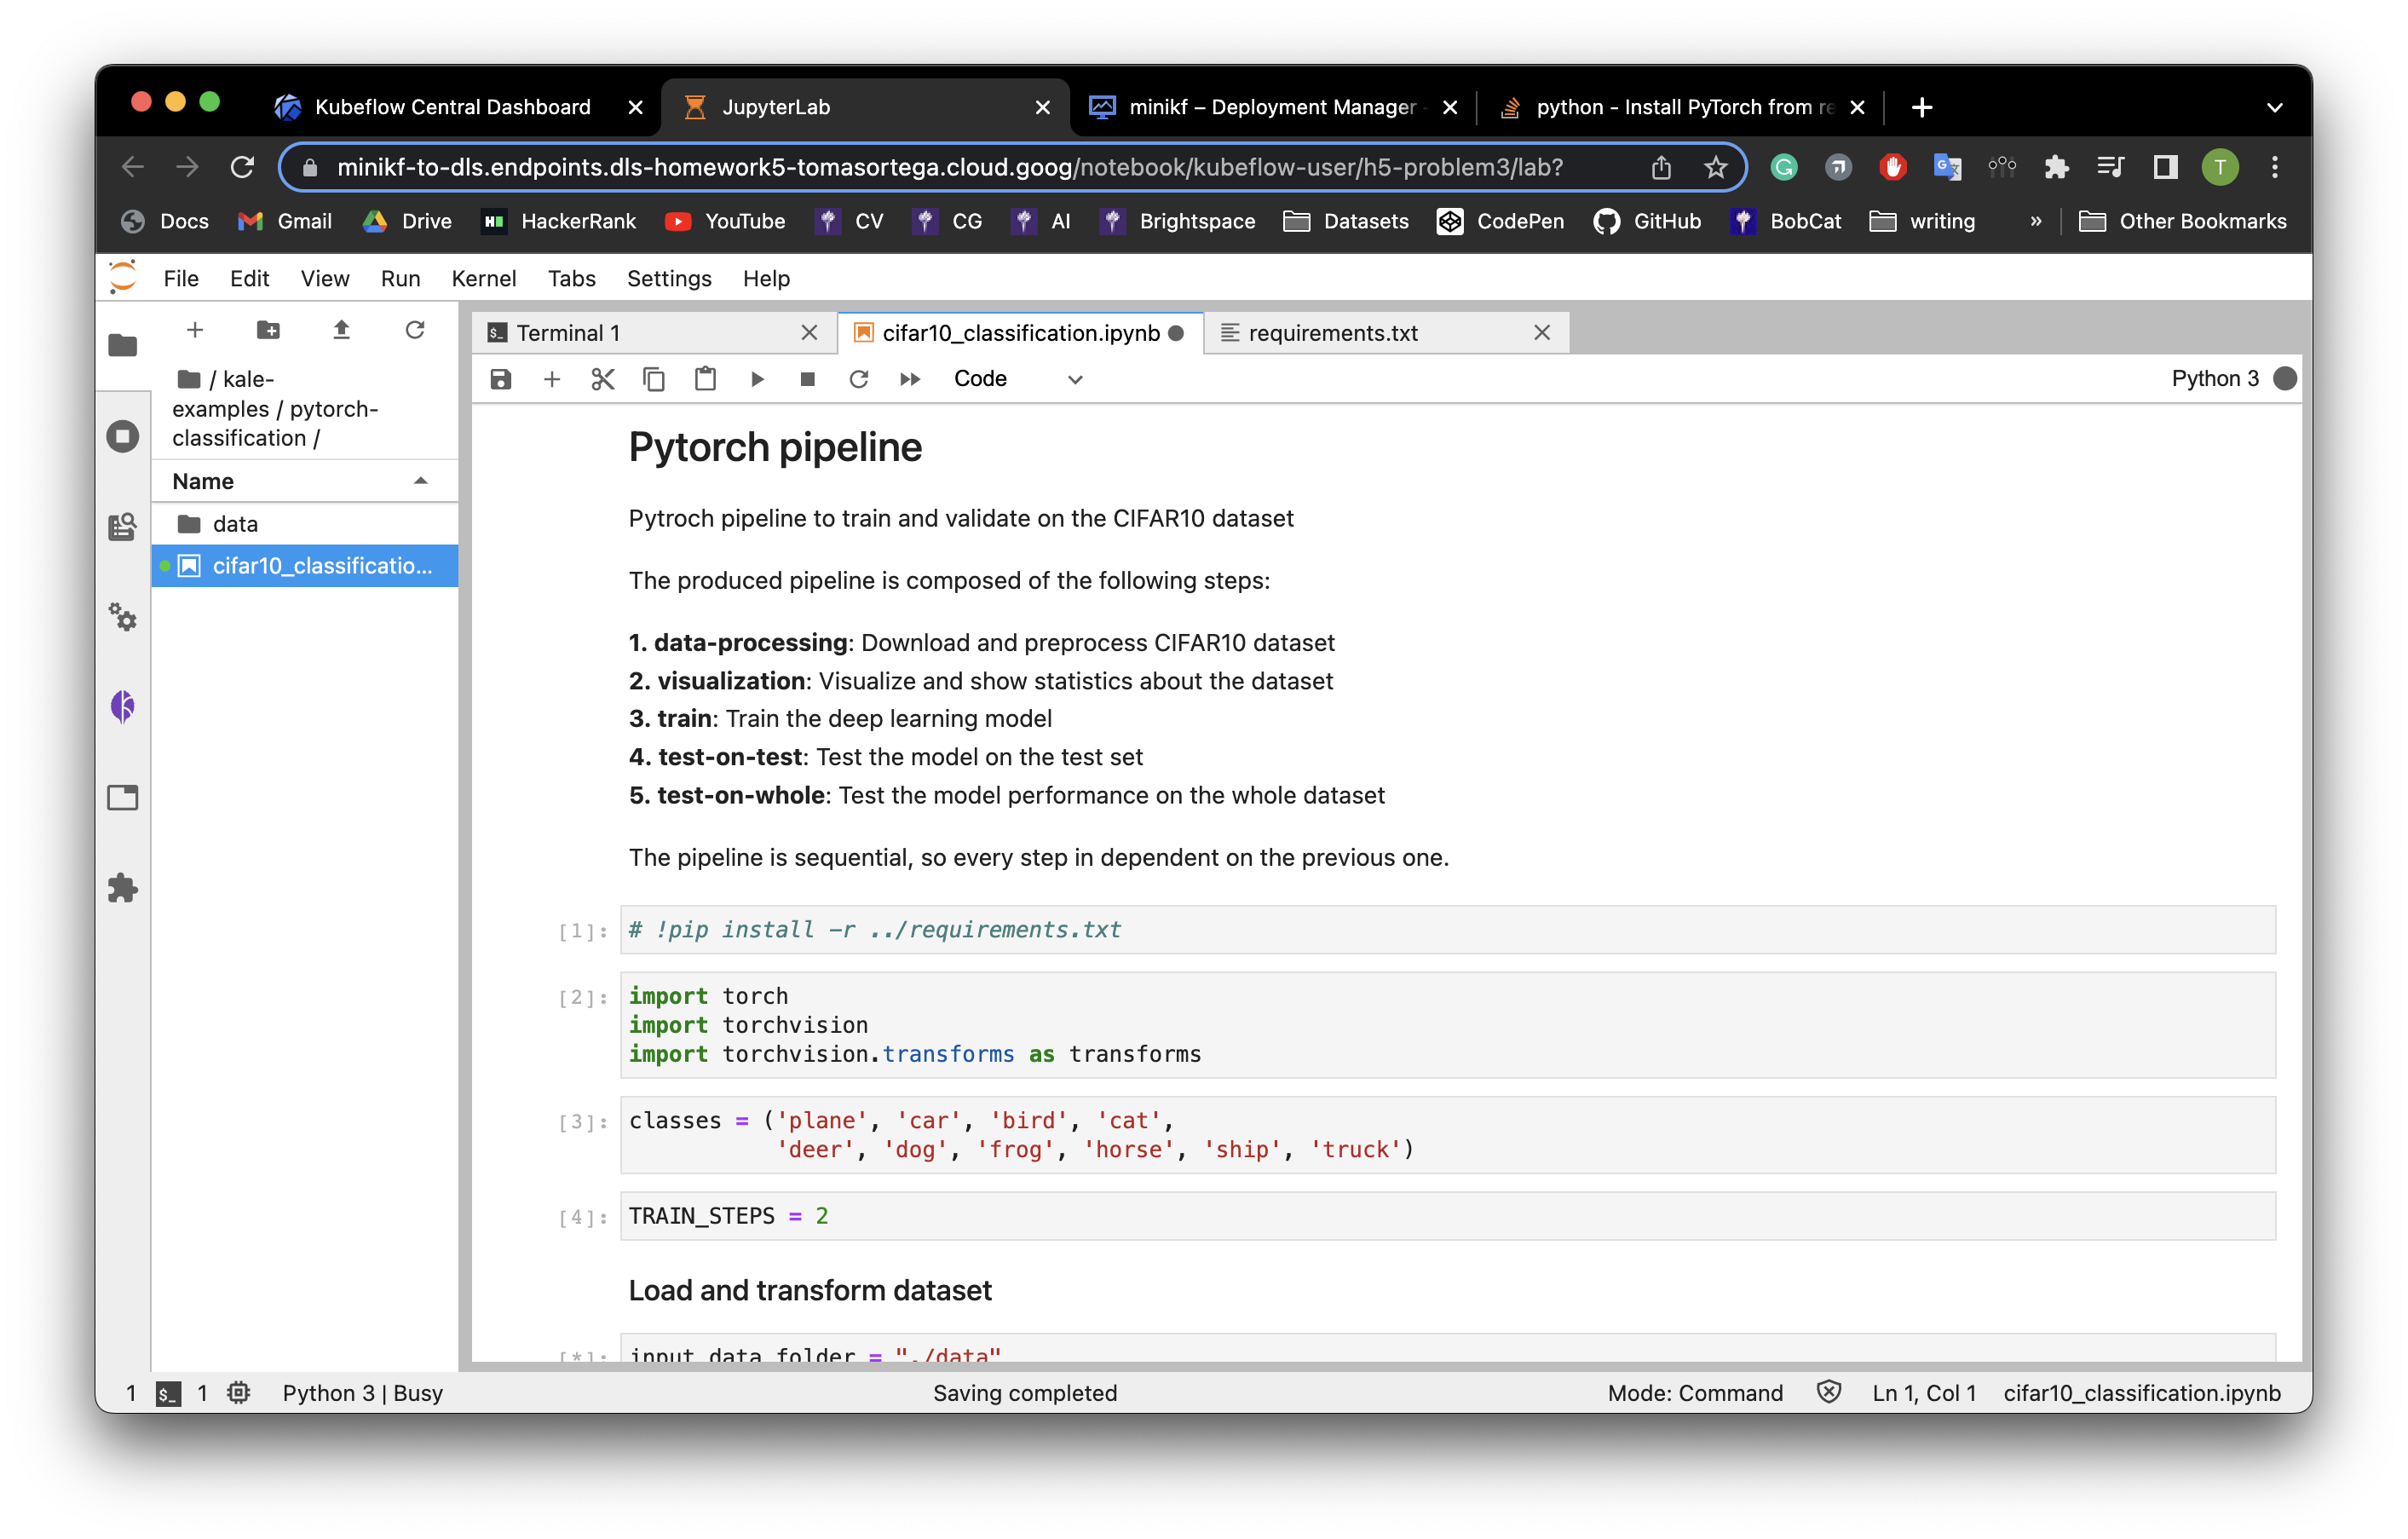 Kubeflow Central Dashboard
JupyterLab
minikf – Deployment Manager
python - Install PyTorch from re
minikf-to-dls.endpoints.dls-homework5-tomasortega.cloud.goog/notebook/kubeflow-user/h5-problem3/lab?
T
Docs Gmail Drive HackerRank YouTube CV CG AI Brightspace Datasets CodePen GitHub BobCat writing » Other Bookmarks
File Edit View Run Kernel Tabs Settings Help
/ kale-
examples / pytorch-
classification /
Name
data
cifar10_classificatio...
Terminal 1
cifar10_classification.ipynb
requirements.txt
Code
Python 3
Pytorch pipeline
Pytroch pipeline to train and validate on the CIFAR10 dataset
The produced pipeline is composed of the following steps:
1. data-processing: Download and preprocess CIFAR10 dataset
2. visualization: Visualize and show statistics about the dataset
3. train: Train the deep learning model
4. test-on-test: Test the model on the test set
5. test-on-whole: Test the model performance on the whole dataset
The pipeline is sequential, so every step in dependent on the previous one.
[1]: # !pip install -r ../requirements.txt
[2]: import torch
import torchvision
import torchvision.transforms as transforms
[3]: classes = ('plane', 'car', 'bird', 'cat',
'deer', 'dog', 'frog', 'horse', 'ship', 'truck')
[4]: TRAIN_STEPS = 2
Load and transform dataset
[*]: input_data_folder = "./data"
1 $_ 1 Python 3 | Busy
Saving completed
Mode: Command
Ln 1, Col 1
cifar10_classification.ipynb